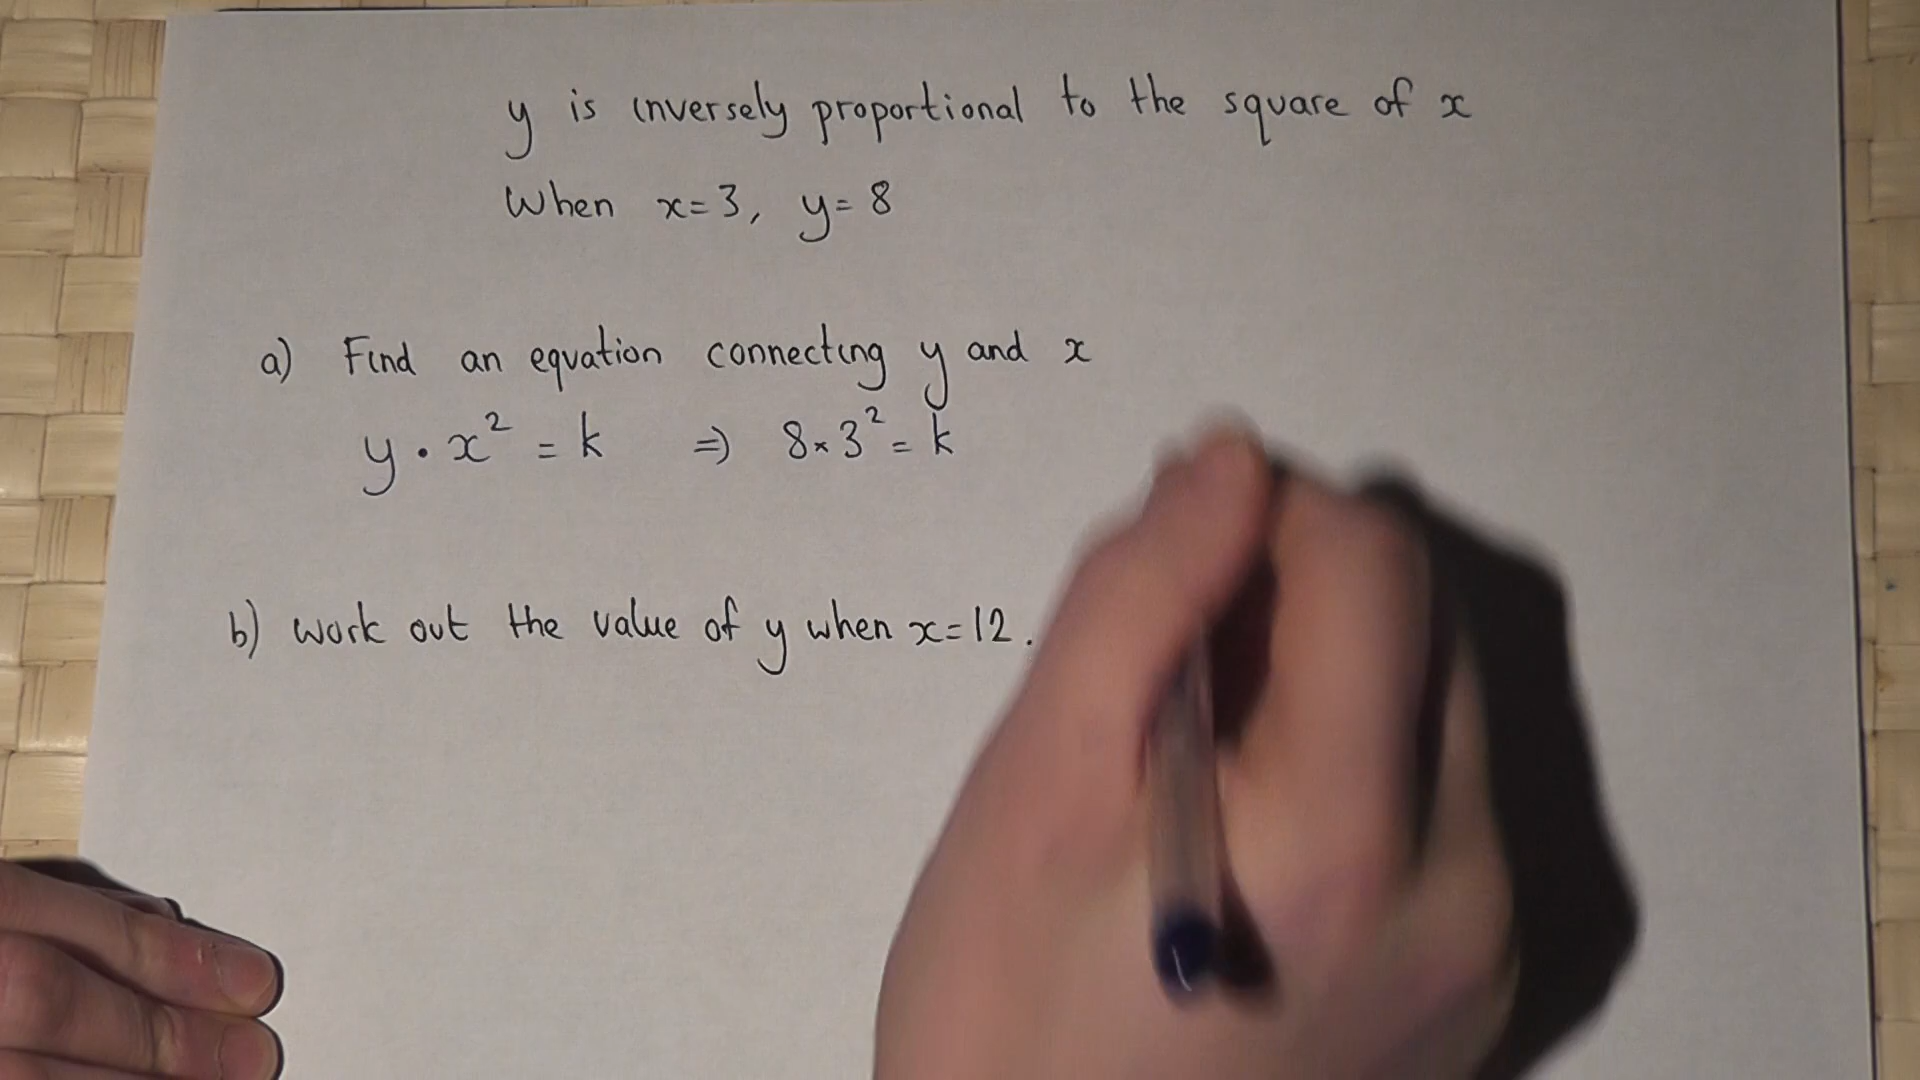 y is inversely proportional to the square of x
When x=3, y=8
a) Find an equation connecting y and x
y · x² = k ⇒ 8×3² = k
b) work out the value of y when x=12.